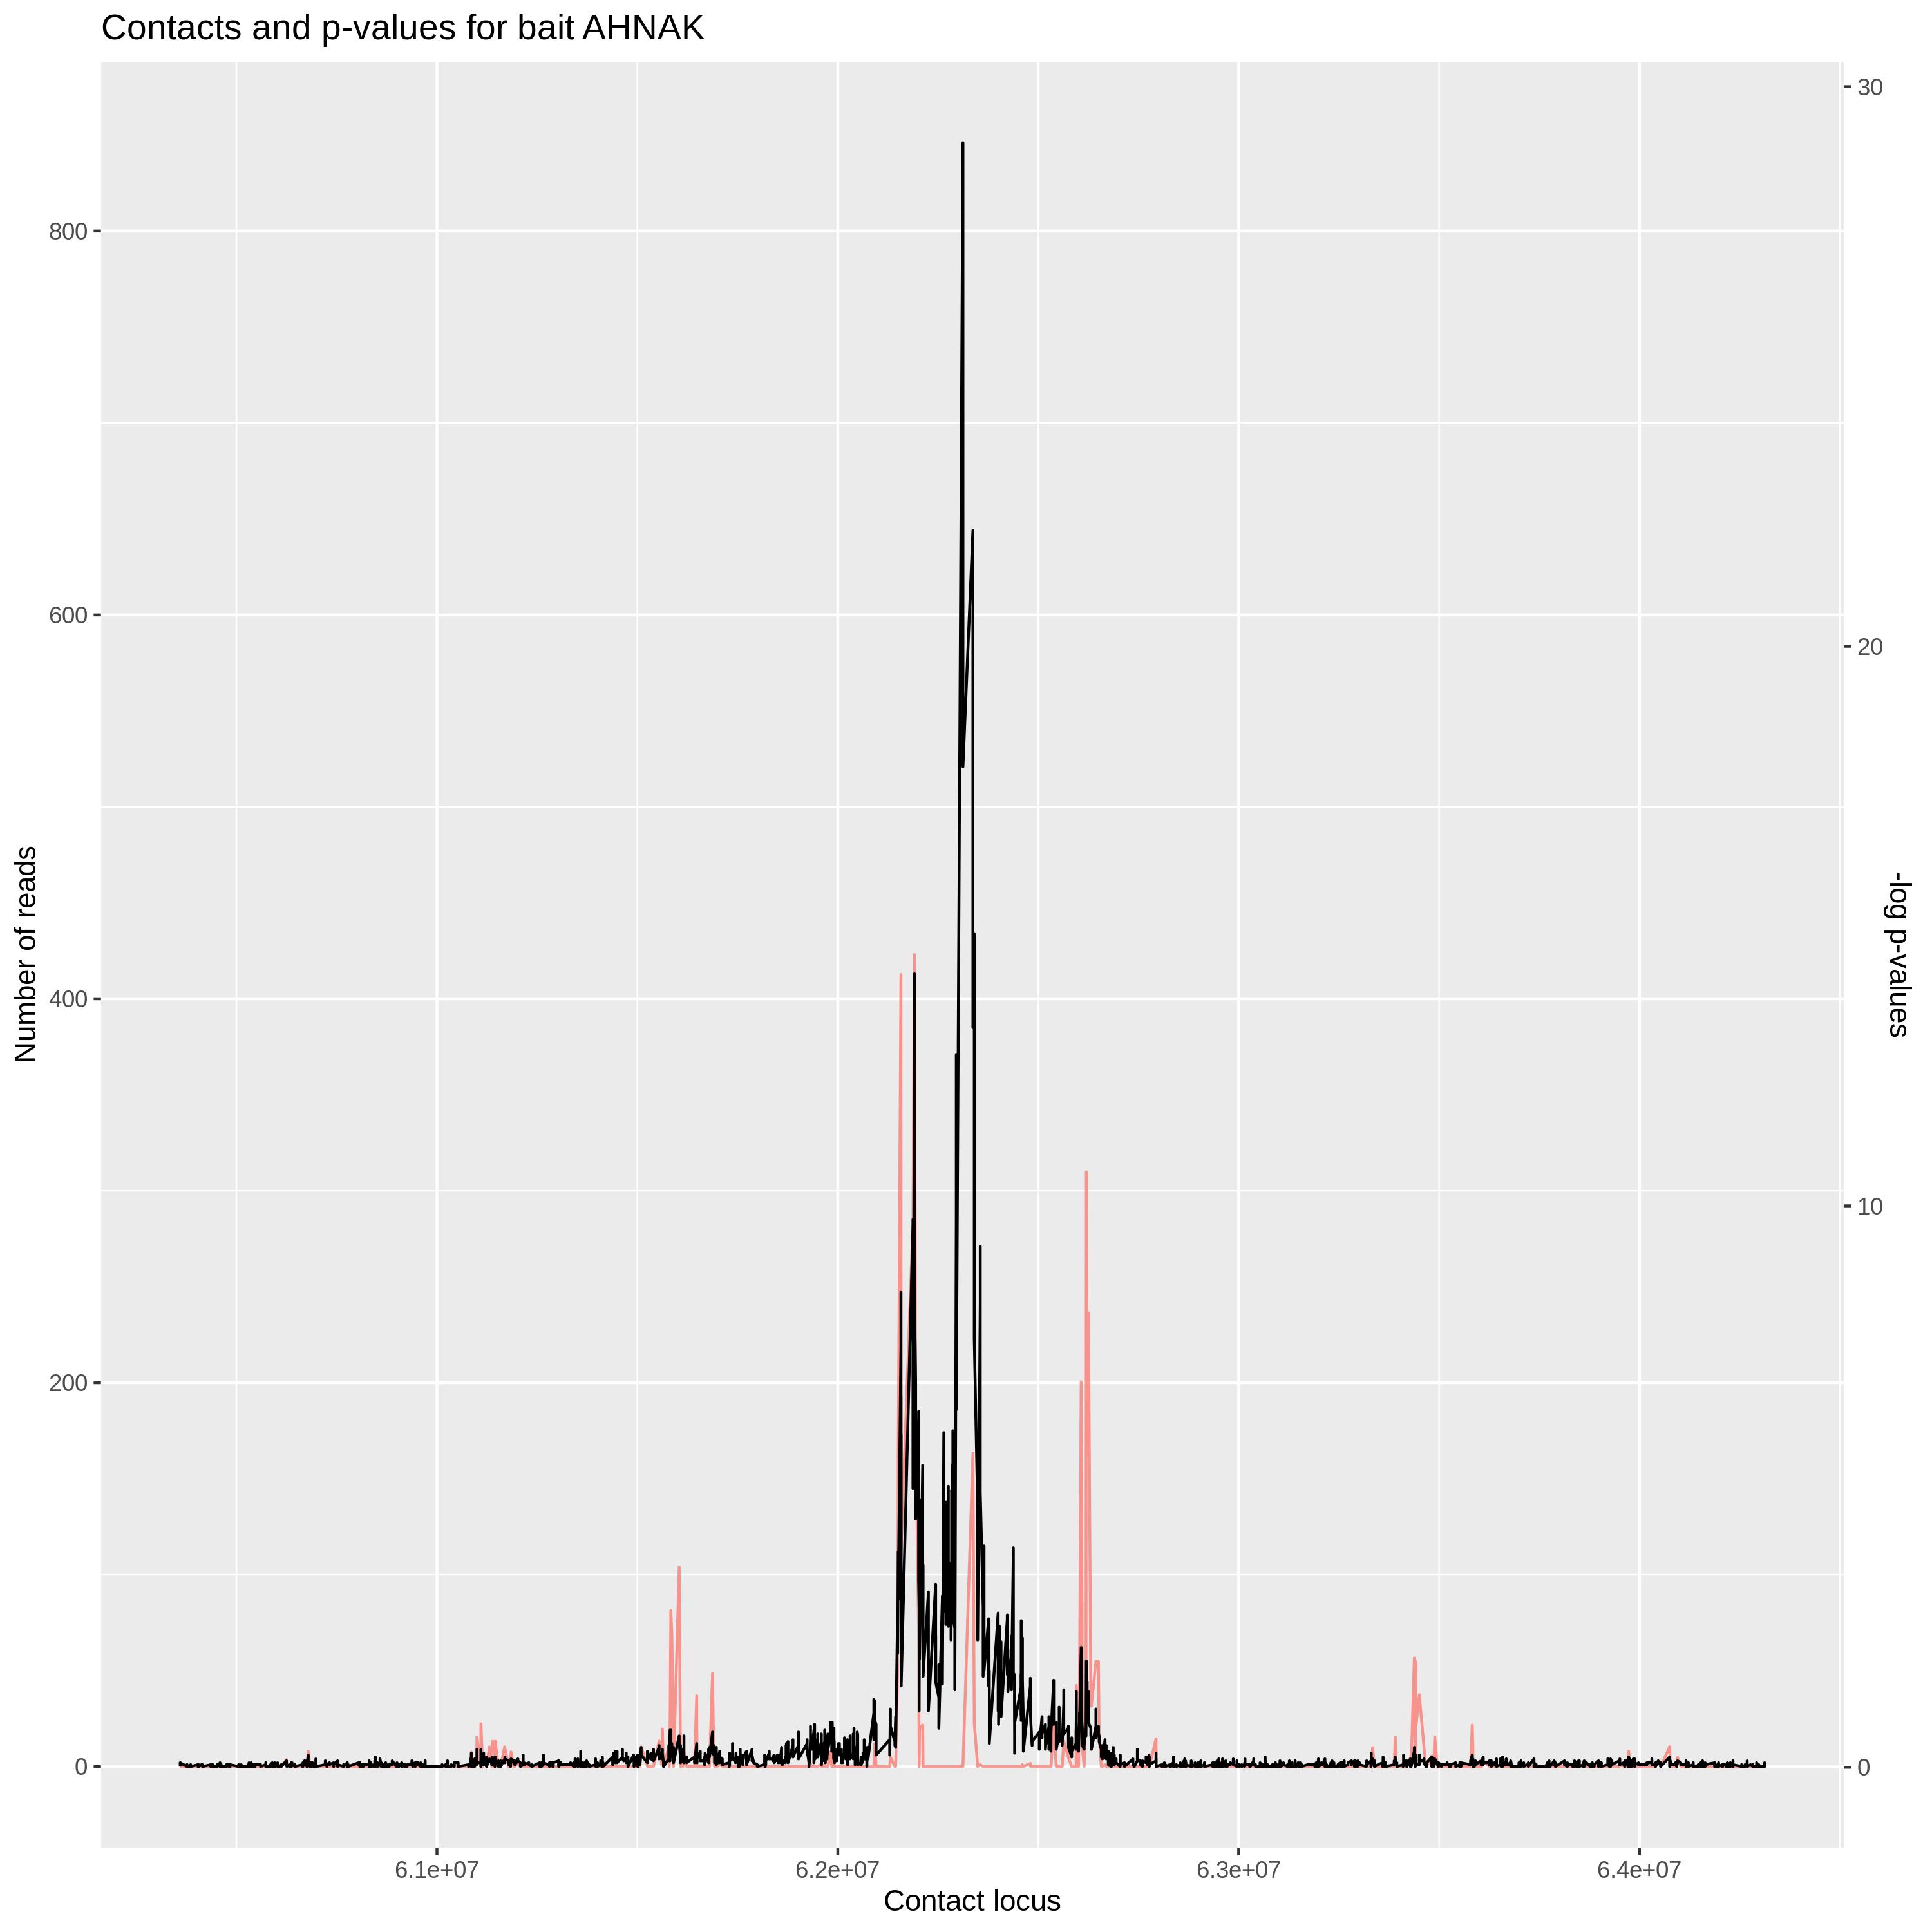 Contacts and p-values for bait AHNAK
30
800
20
600
Number of reads
-log p-values
400
10
200
0
0
6.1e+07
6.2e+07
6.3e+07
6.4e+07
Contact locus